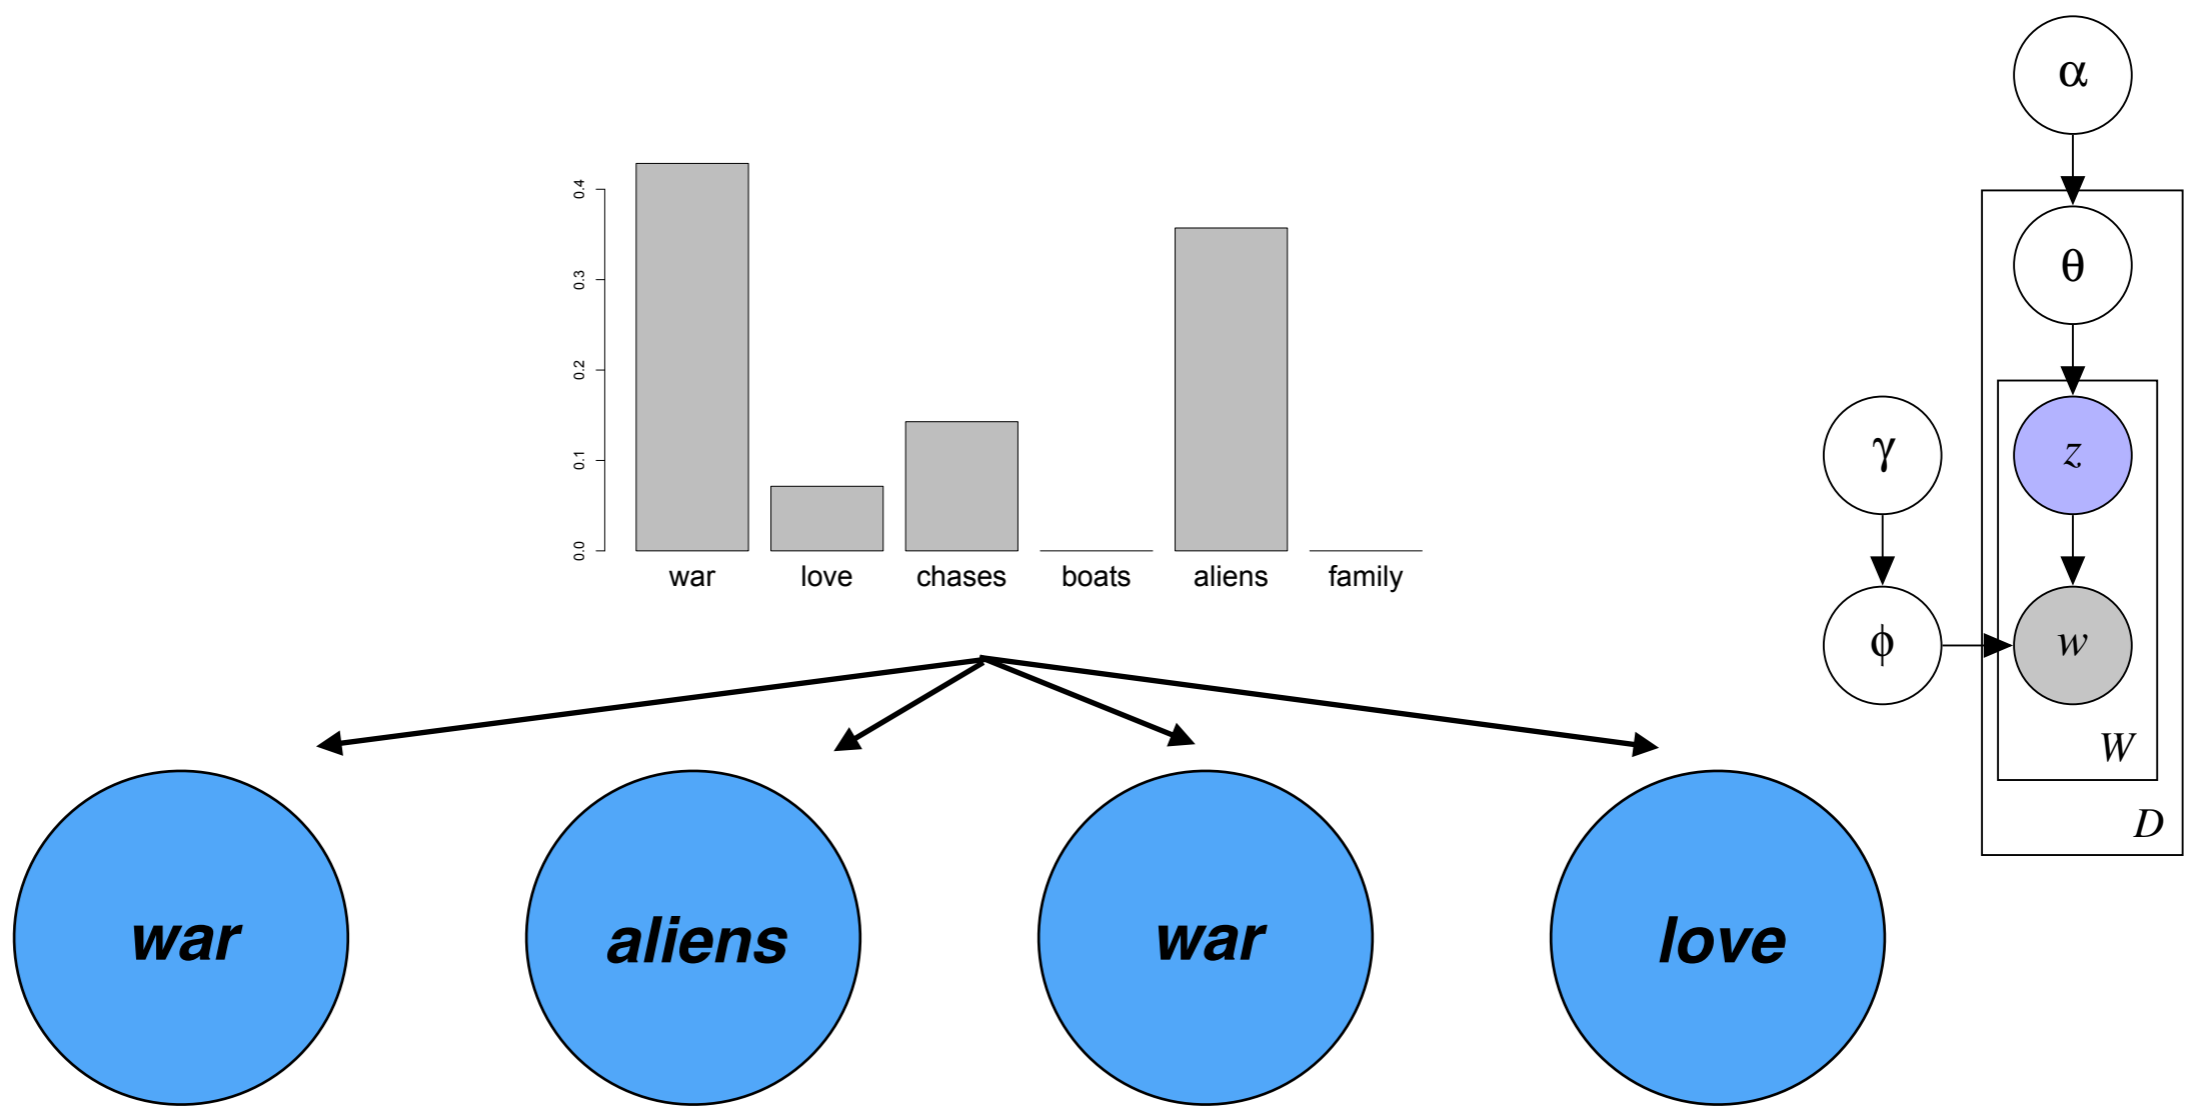 α
θ
γ
z
ϕ
w
W
D
0.4
0.3
0.2
0.1
0.0
war love chases boats aliens family
war aliens war love